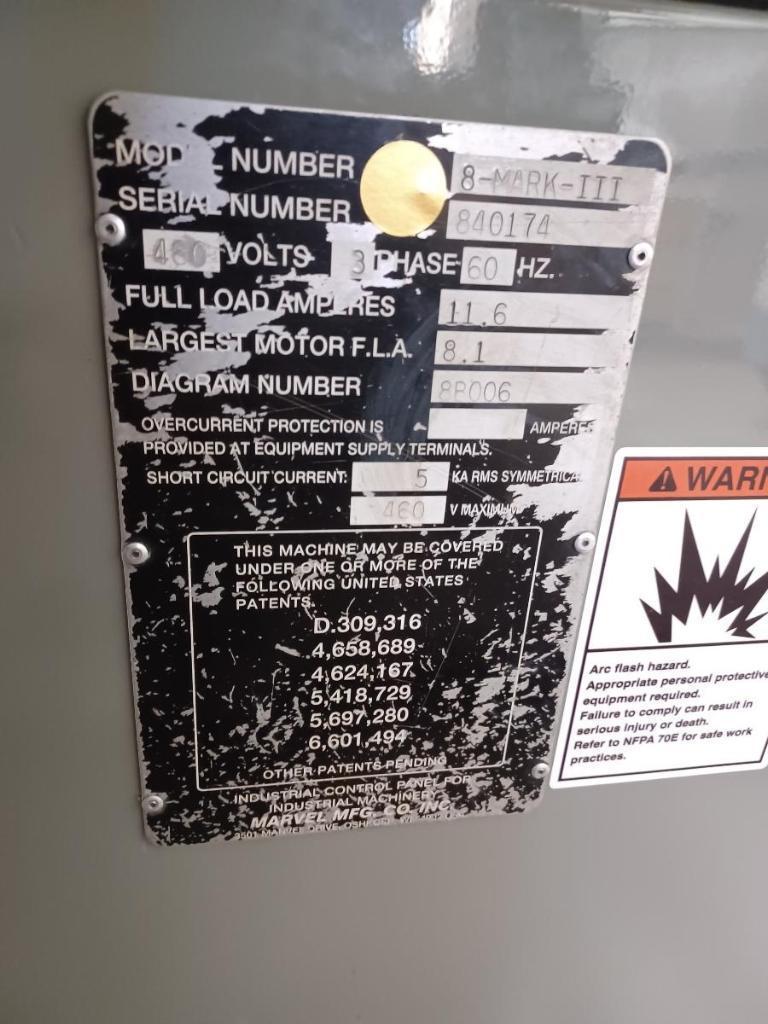 MOD NUMBER 8-MARK-III
SERIAL NUMBER 840174
460 VOLTS 3 PHASE 60 HZ.
FULL LOAD AMPERES 11.6
LARGEST MOTOR F.L.A. 8.1
DIAGRAM NUMBER
OVERCURRENT PROTECTION IS AMPERES
PROVIDED AT EQUIPMENT SUPPLY TERMINALS.
SHORT CIRCUIT CURRENT: 5 KA RMS SYMMETRICA
460 V MAXIMUM
THIS MACHINE MAY BE COVERED
UNDER ONE OR MORE OF THE
FOLLOWING UNITED STATES
PATENTS.
D.309,316
4,658,689
4,624,167
5,418,729
5,697,280
6,601,494
OTHER PATENTS PENDING
INDUSTRIAL CONTROL PANEL FOR
INDUSTRIAL MACHINERY
MARVEL MFG. CO. INC.
DRIVE,
WARN
Arc flash hazard.
Appropriate personal protective
equipment required.
Failure to comply can result in
serious injury or death.
Refer to NFPA 70E for safe work
practices.